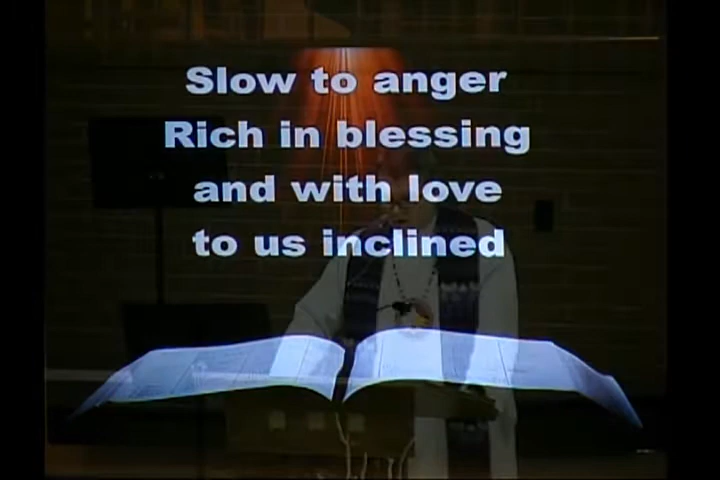 Slow to anger
Rich in blessing
and with love
to us inclined